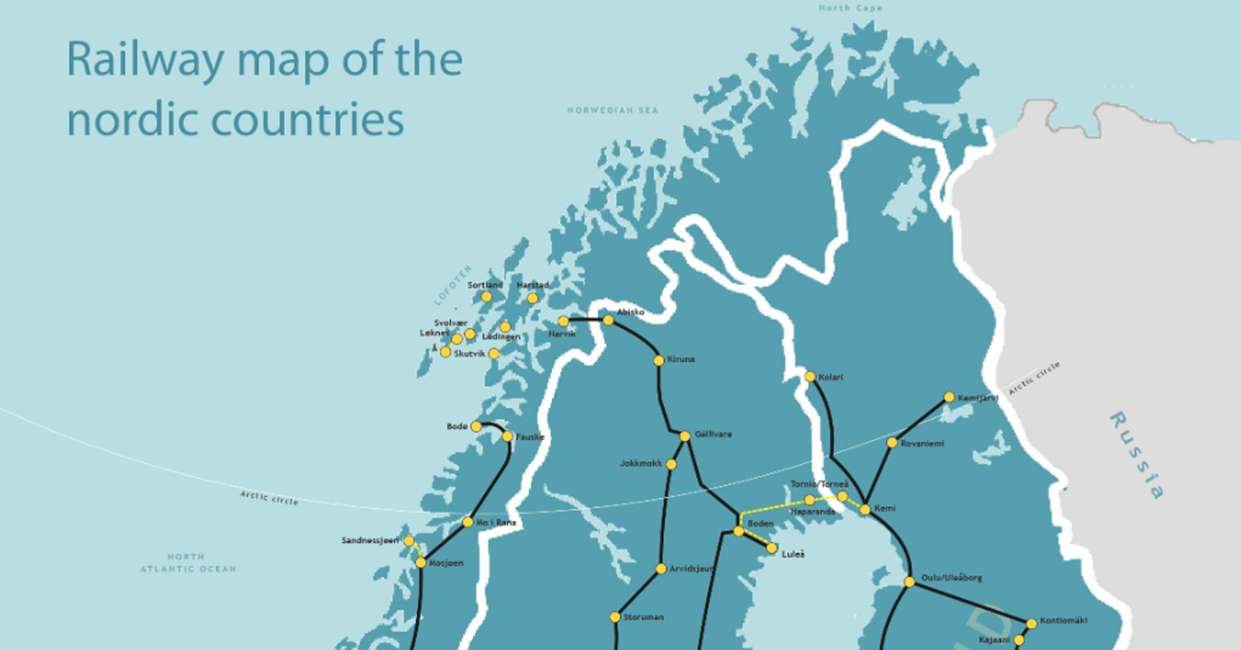 North Cape
Railway map of the
nordic countries
NORWEGIAN SEA
LOFOTEN
Sortland
Harstad
Svolvær
Leknes
Lødingen
Å
Skutvik
Narvik
Abisko
Kiruna
Kolari
Arctic circle
Kemijärvi
Russia
Bodø
Fauske
Gällivare
Rovaniemi
Jokkmokk
Tornio/Torneå
Arctic circle
Haparanda
Kemi
Mo i Rana
Boden
Sandnessjøen
Luleå
NORTH
ATLANTIC OCEAN
Mosjøen
Arvidsjaur
Oulu/Uleåborg
Storuman
Kontiomäki
Kajaani